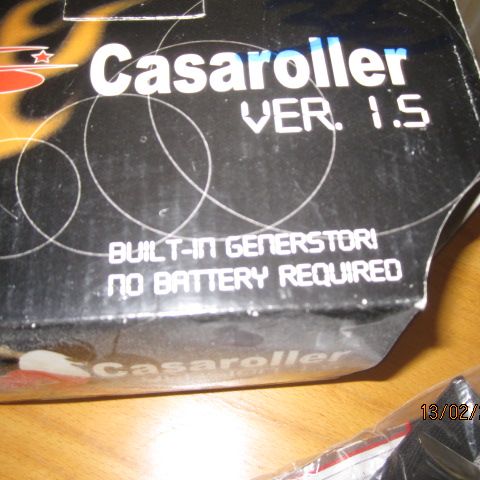 Casaroller
VER. 1.5
BUILT-IN GENERSTOR!
NO BATTERY REQUIRED
Casaroller
13/02/